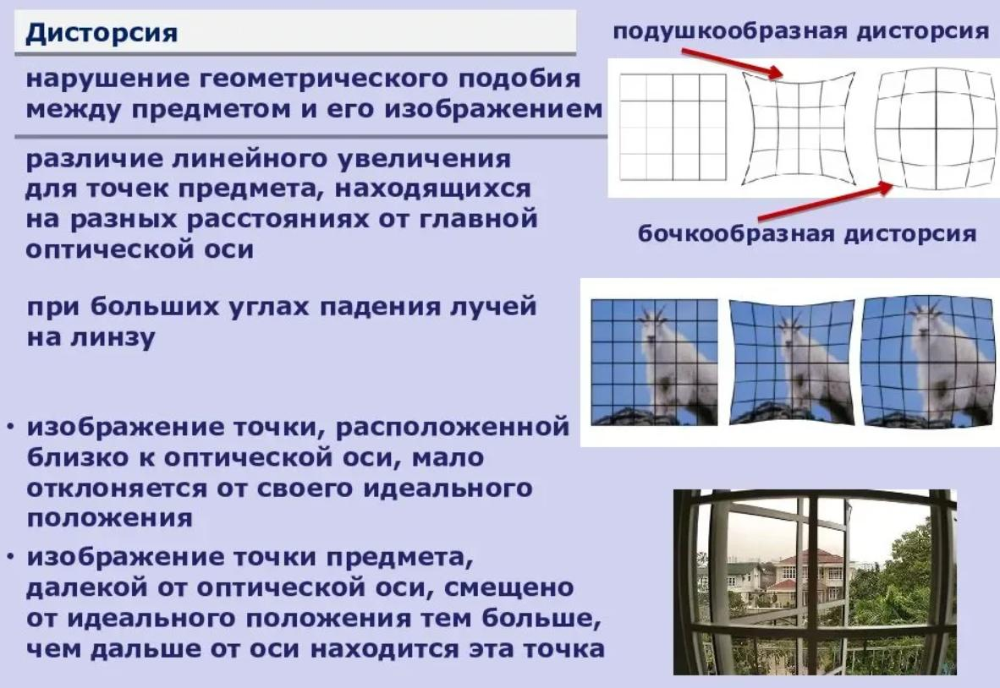 Дисторсия
нарушение геометрического подобия
между предметом и его изображением
различие линейного увеличения
для точек предмета, находящихся
на разных расстояниях от главной
оптической оси
при больших углах падения лучей
на линзу
• изображение точки, расположенной
близко к оптической оси, мало
отклоняется от своего идеального
положения
• изображение точки предмета,
далекой от оптической оси, смещено
от идеального положения тем больше,
чем дальше от оси находится эта точка
подушкообразная дисторсия
бочкообразная дисторсия